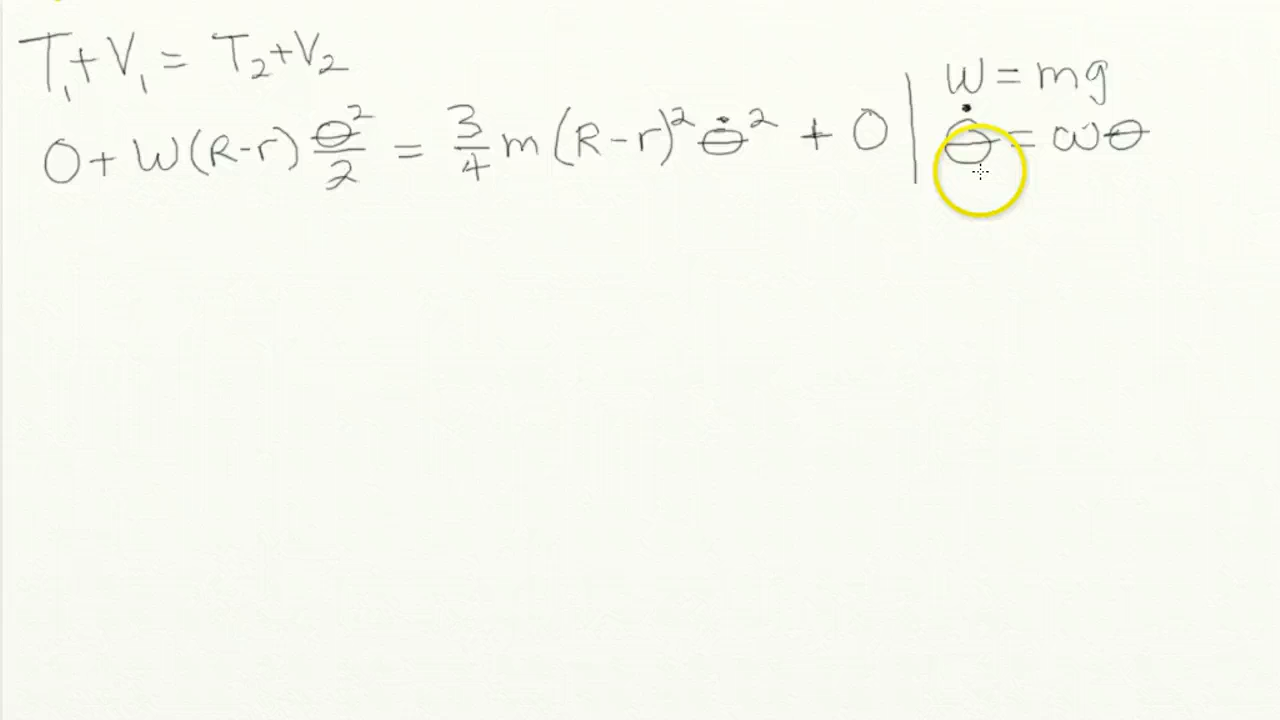 T₁+V₁ = T₂+V₂
0+W(R-r) θ²/2 = 3/4 m(R-r)² θ̇² + 0
W = mg
θ̇ = ωθ